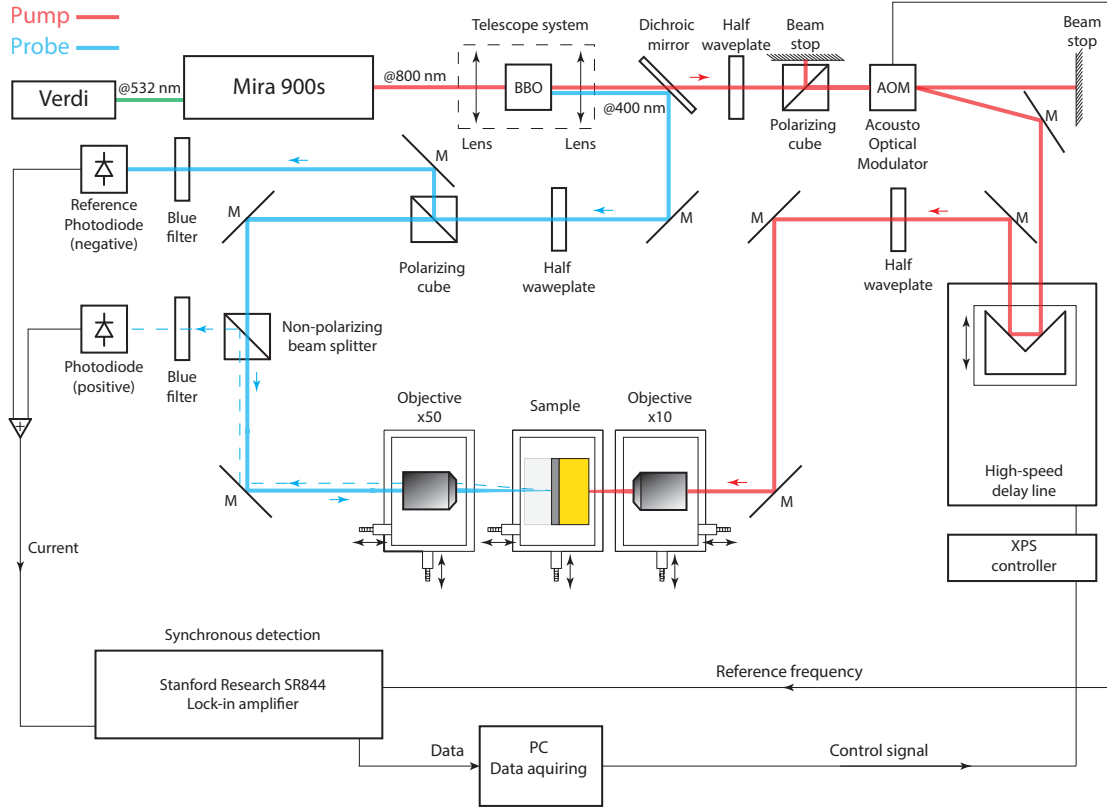 Pump
Probe
Telescope system
Dichroic
mirror
Half
waveplate
Beam
stop
Beam
stop
Verdi
@532 nm
Mira 900s
@800 nm
BBO
@400 nm
Lens
Lens
Polarizing
cube
AOM
Acousto
Optical
Modulator
M
M
Reference
Photodiode
(negative)
Blue
filter
M
Polarizing
cube
Half
waweplate
M
M
Half
waveplate
M
Photodiode
(positive)
Blue
filter
Non-polarizing
beam splitter
Objective
x50
Sample
Objective
x10
High-speed
delay line
M
M
+
Current
XPS
controller
Synchronous detection
Stanford Research SR844
Lock-in amplifier
Reference frequency
Data
PC
Data aquiring
Control signal